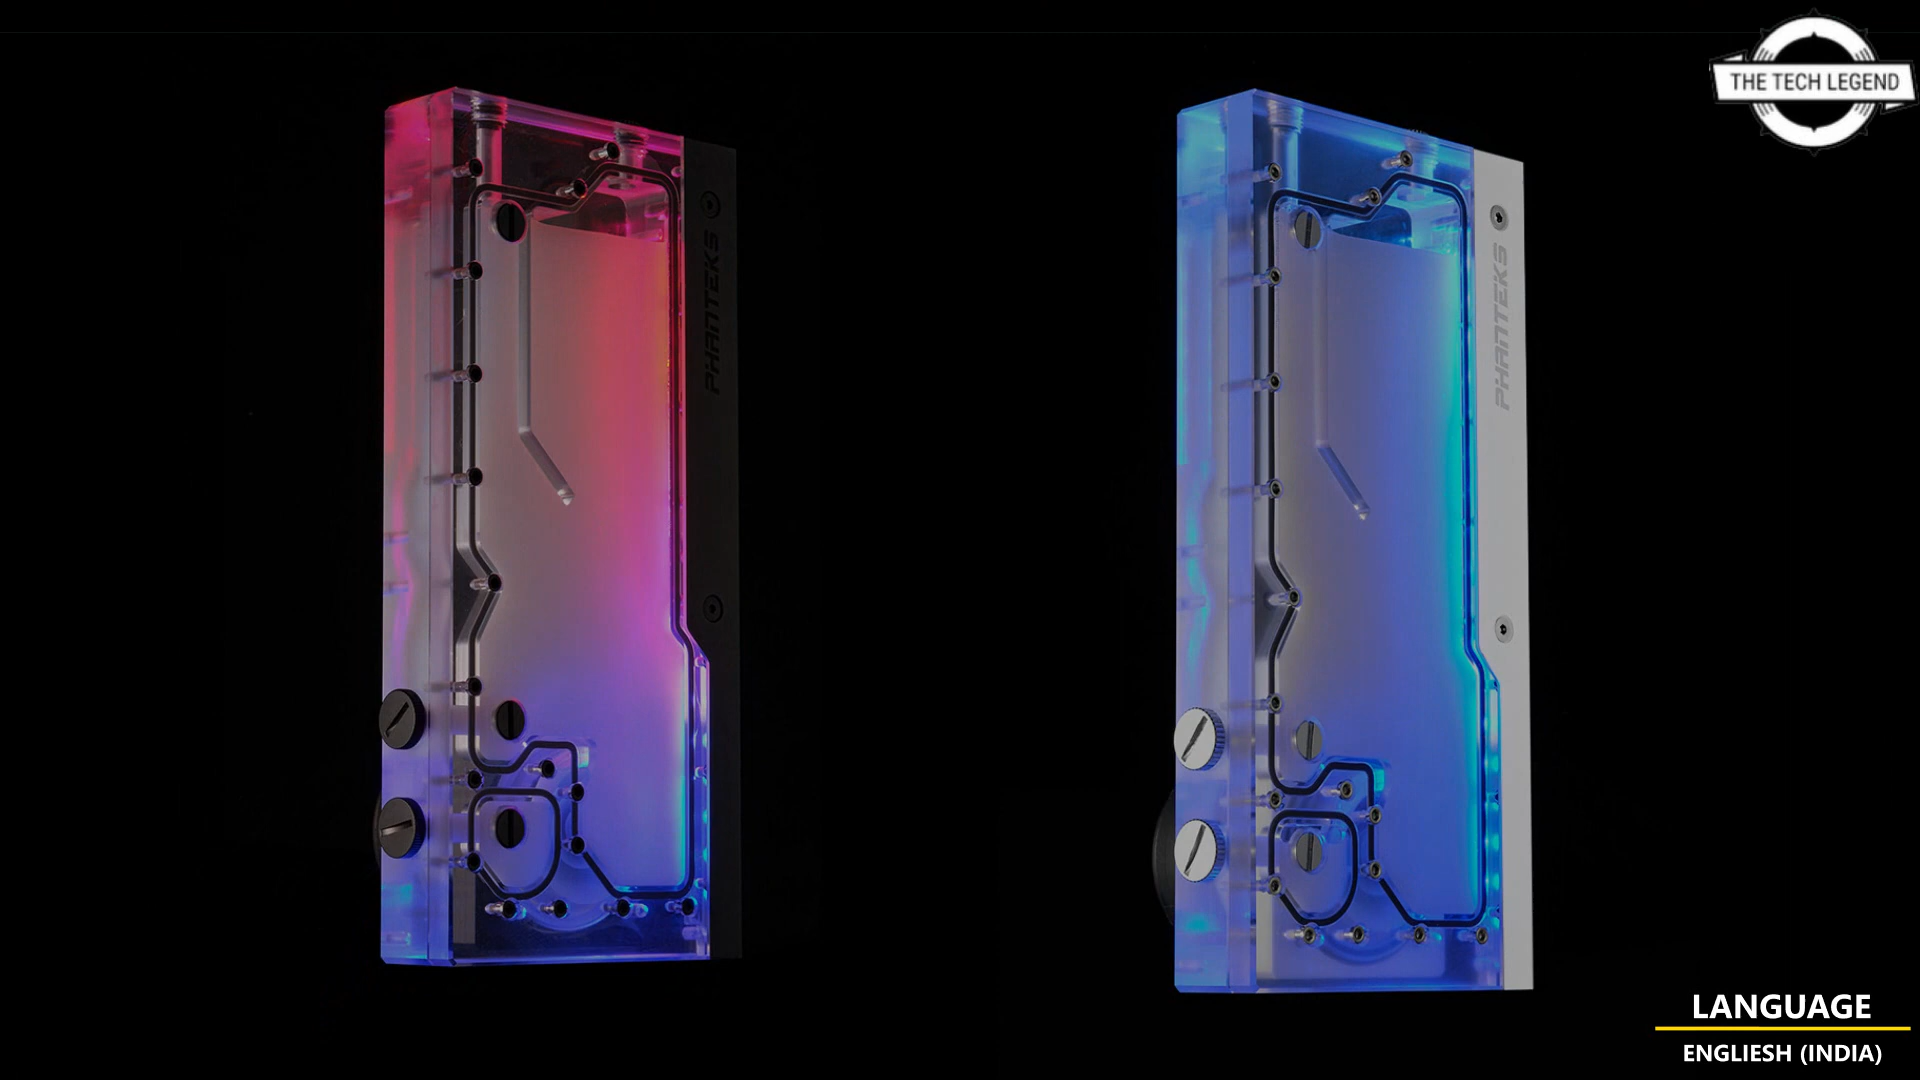 THE TECH LEGEND
PHANTEKS
PHANTEKS
LANGUAGE
ENGLIESH (INDIA)